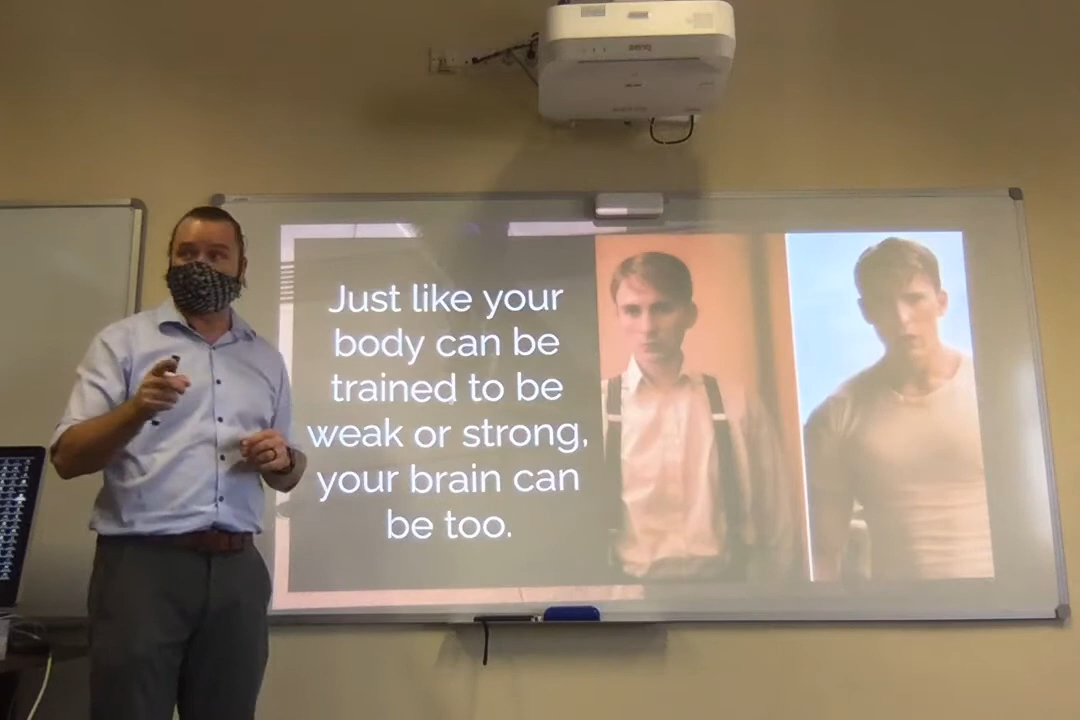 Just like your
body can be
trained to be
weak or strong,
your brain can
be too.